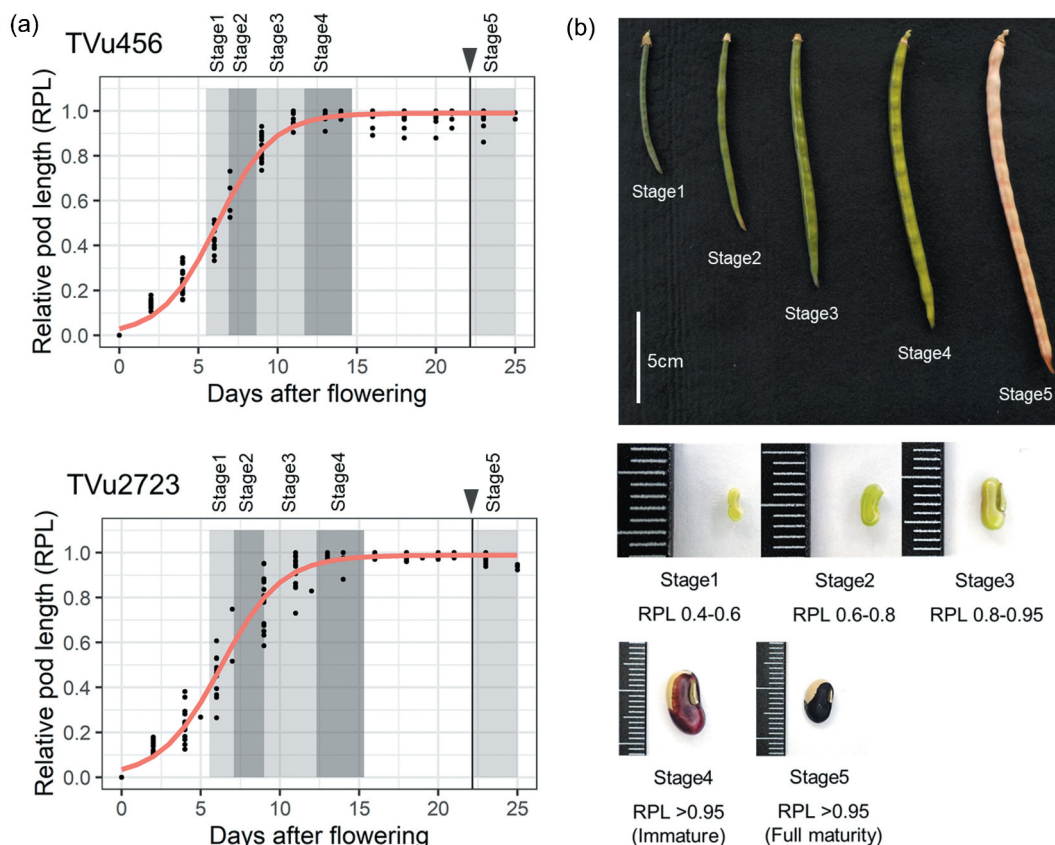 (a)
TVu456
Stage1
Stage2
Stage3
Stage4
Stage5
Relative pod length (RPL)
1.0
0.8
0.6
0.4
0.2
0.0
0 5 10 15 20 25
Days after flowering
TVu2723
Stage1
Stage2
Stage3
Stage4
Stage5
Relative pod length (RPL)
1.0
0.8
0.6
0.4
0.2
0.0
0 5 10 15 20 25
Days after flowering
(b)
Stage1
Stage2
Stage3
Stage4
Stage5
5cm
Stage1
RPL 0.4-0.6
Stage2
RPL 0.6-0.8
Stage3
RPL 0.8-0.95
Stage4
RPL >0.95
(Immature)
Stage5
RPL >0.95
(Full maturity)